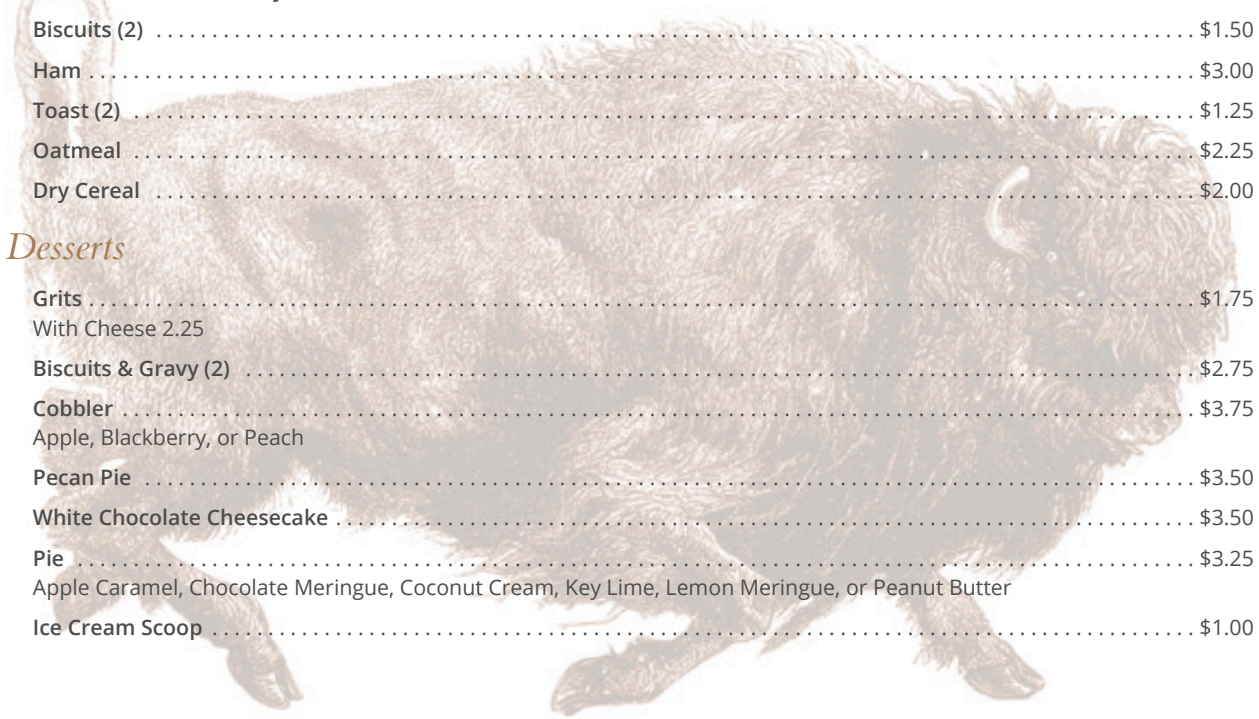 Biscuits (2) $1.50
Ham $3.00
Toast (2) $1.25
Oatmeal $2.25
Dry Cereal $2.00
Desserts
Grits $1.75
With Cheese 2.25
Biscuits & Gravy (2) $2.75
Cobbler $3.75
Apple, Blackberry, or Peach
Pecan Pie $3.50
White Chocolate Cheesecake $3.50
Pie $3.25
Apple Caramel, Chocolate Meringue, Coconut Cream, Key Lime, Lemon Meringue, or Peanut Butter
Ice Cream Scoop $1.00